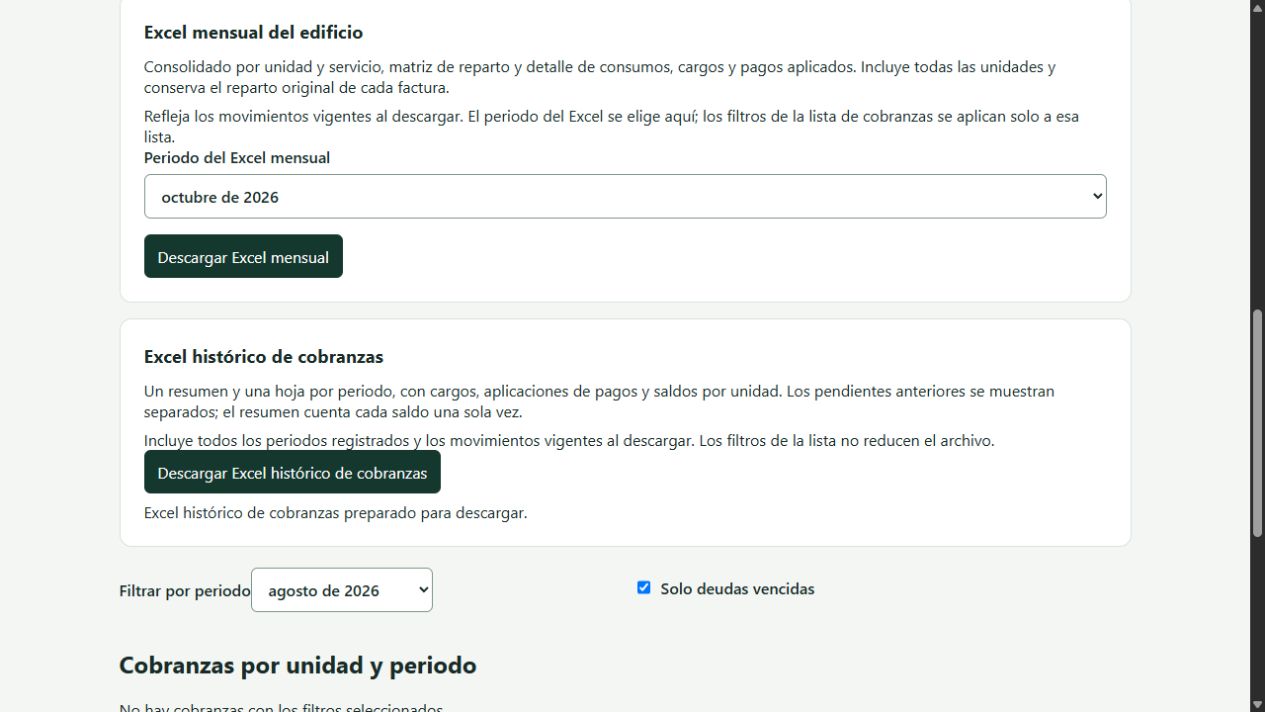 Excel mensual del edificio
Consolidado por unidad y servicio, matriz de reparto y detalle de consumos, cargos y pagos aplicados. Incluye todas las unidades y
conserva el reparto original de cada factura.
Refleja los movimientos vigentes al descargar. El periodo del Excel se elige aquí; los filtros de la lista de cobranzas se aplican solo a esa
lista.
Periodo del Excel mensual
octubre de 2026
Descargar Excel mensual
Excel histórico de cobranzas
Un resumen y una hoja por periodo, con cargos, aplicaciones de pagos y saldos por unidad. Los pendientes anteriores se muestran
separados; el resumen cuenta cada saldo una sola vez.
Incluye todos los periodos registrados y los movimientos vigentes al descargar. Los filtros de la lista no reducen el archivo.
Descargar Excel histórico de cobranzas
Excel histórico de cobranzas preparado para descargar.
Filtrar por periodo agosto de 2026 Solo deudas vencidas
Cobranzas por unidad y periodo
No hay cobranzas con los filtros seleccionados.